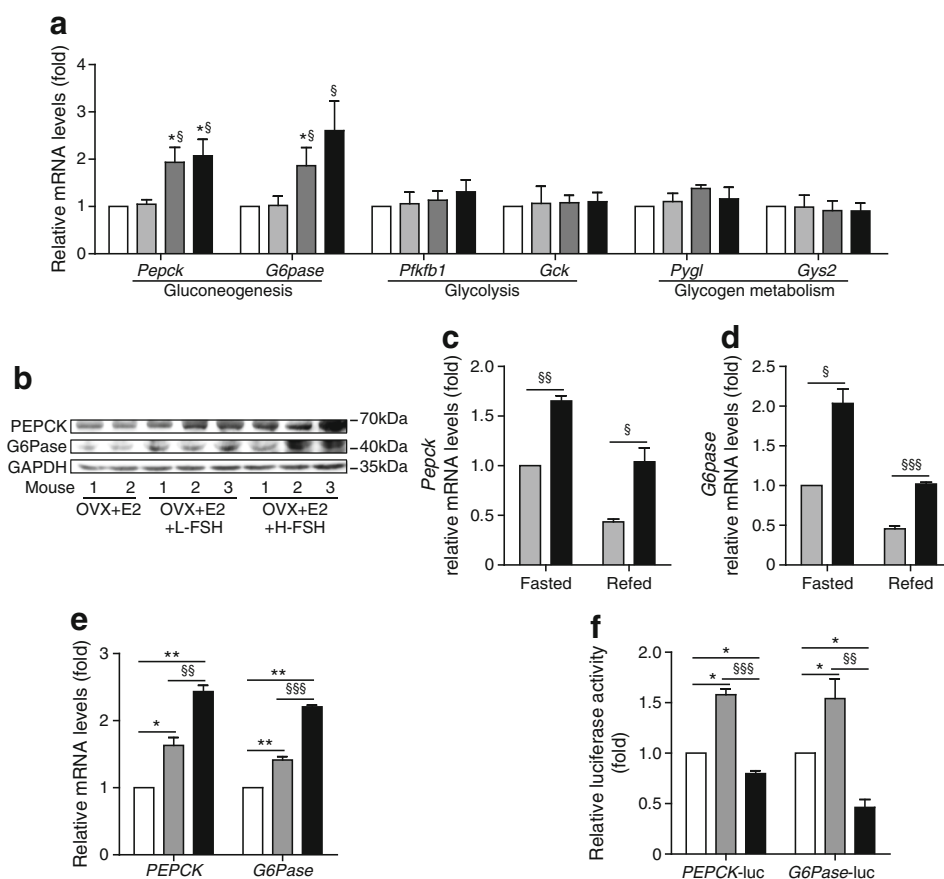 a
Relative mRNA levels (fold)
4
3
2
1
0
*§ *§ *§ §
Pepck G6pase Pfkfb1 Gck Pygl Gys2
Gluconeogenesis Glycolysis Glycogen metabolism
b
PEPCK -70kDa
G6Pase -40kDa
GAPDH -35kDa
Mouse 1 2 1 2 3 1 2 3
OVX+E2 OVX+E2 OVX+E2
+L-FSH +H-FSH
c
Pepck
relative mRNA levels (fold)
2.0
1.5
1.0
0.5
0
§§
§
Fasted Refed
d
G6pase
relative mRNA levels (fold)
2.5
2.0
1.5
1.0
0.5
0
§
§§§
Fasted Refed
e
Relative mRNA levels (fold)
3
2
1
0
** **
§§ §§§
* **
PEPCK G6Pase
f
Relative luciferase activity
(fold)
2.0
1.5
1.0
0.5
0
* *
* §§§ * §§
PEPCK-luc G6Pase-luc